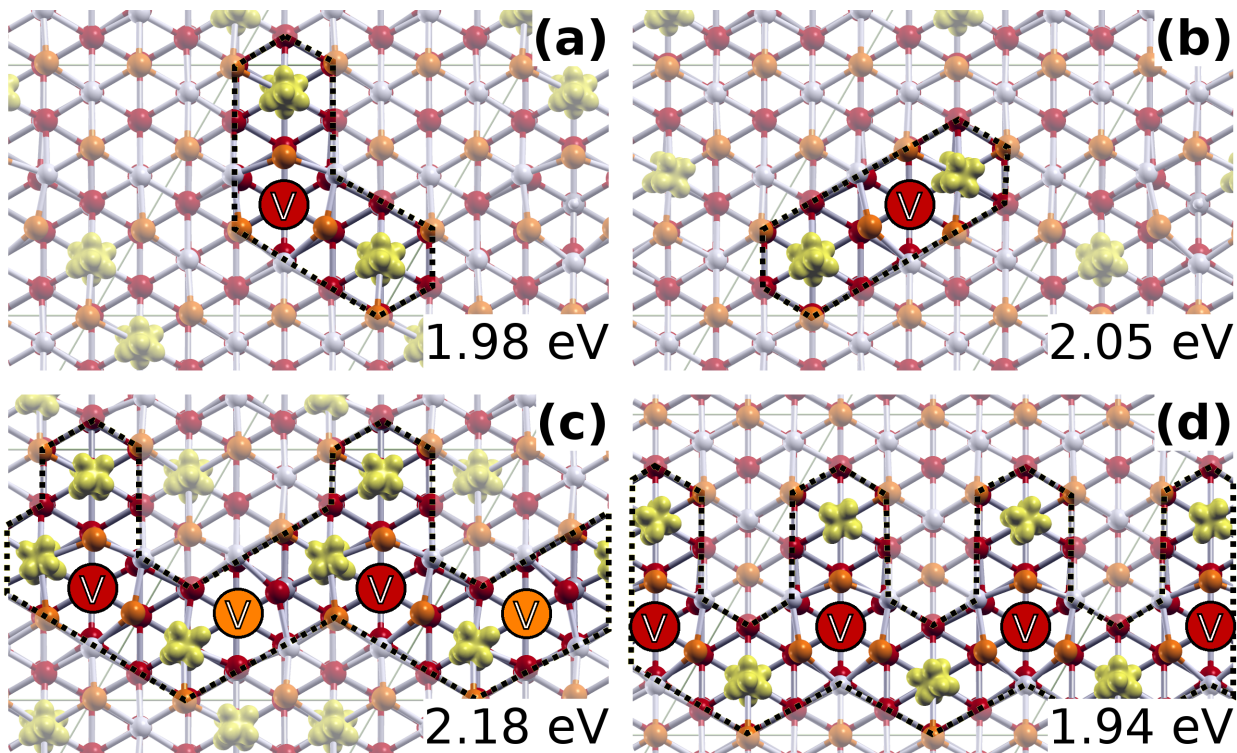 (a)
V
1.98 eV
(b)
V
2.05 eV
(c)
V V V V
2.18 eV
(d)
V V V V
1.94 eV